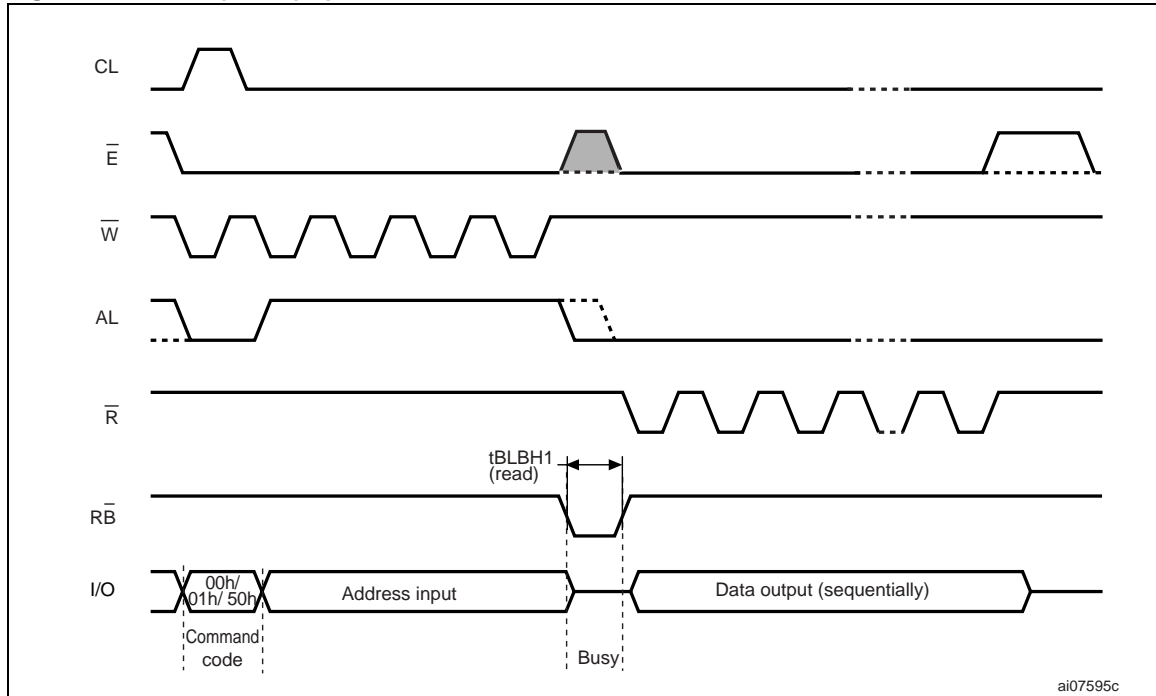 CL
E
W
AL
R
tBLBH1
(read)
RB
I/O
00h/
01h/ 50h
Address input
Data output (sequentially)
Command
code
Busy
ai07595c